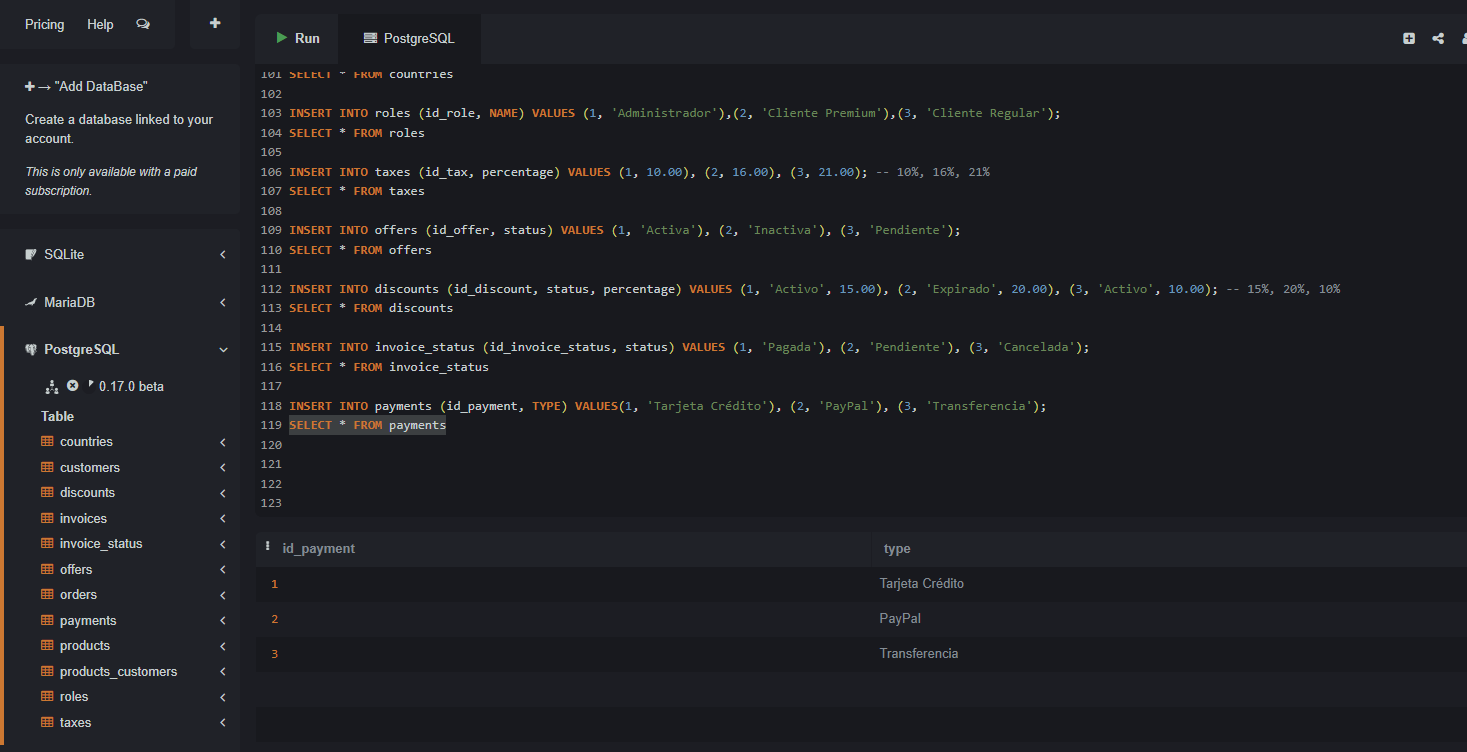 Pricing Help
+→ "Add DataBase"
Create a database linked to your
account.
This is only available with a paid
subscription.
SQLite
MariaDB
PostgreSQL
0.17.0 beta
Table
countries
customers
discounts
invoices
invoice_status
offers
orders
payments
products
products_customers
roles
taxes
Run PostgreSQL
101 SELECT * FROM countries
102
103 INSERT INTO roles (id_role, NAME) VALUES (1, 'Administrador'),(2, 'Cliente Premium'),(3, 'Cliente Regular');
104 SELECT * FROM roles
105
106 INSERT INTO taxes (id_tax, percentage) VALUES (1, 10.00), (2, 16.00), (3, 21.00); -- 10%, 16%, 21%
107 SELECT * FROM taxes
108
109 INSERT INTO offers (id_offer, status) VALUES (1, 'Activa'), (2, 'Inactiva'), (3, 'Pendiente');
110 SELECT * FROM offers
111
112 INSERT INTO discounts (id_discount, status, percentage) VALUES (1, 'Activo', 15.00), (2, 'Expirado', 20.00), (3, 'Activo', 10.00); -- 15%, 20%, 10%
113 SELECT * FROM discounts
114
115 INSERT INTO invoice_status (id_invoice_status, status) VALUES (1, 'Pagada'), (2, 'Pendiente'), (3, 'Cancelada');
116 SELECT * FROM invoice_status
117
118 INSERT INTO payments (id_payment, TYPE) VALUES(1, 'Tarjeta Crédito'), (2, 'PayPal'), (3, 'Transferencia');
119 SELECT * FROM payments
120
121
122
123
id_payment type
1 Tarjeta Crédito
2 PayPal
3 Transferencia